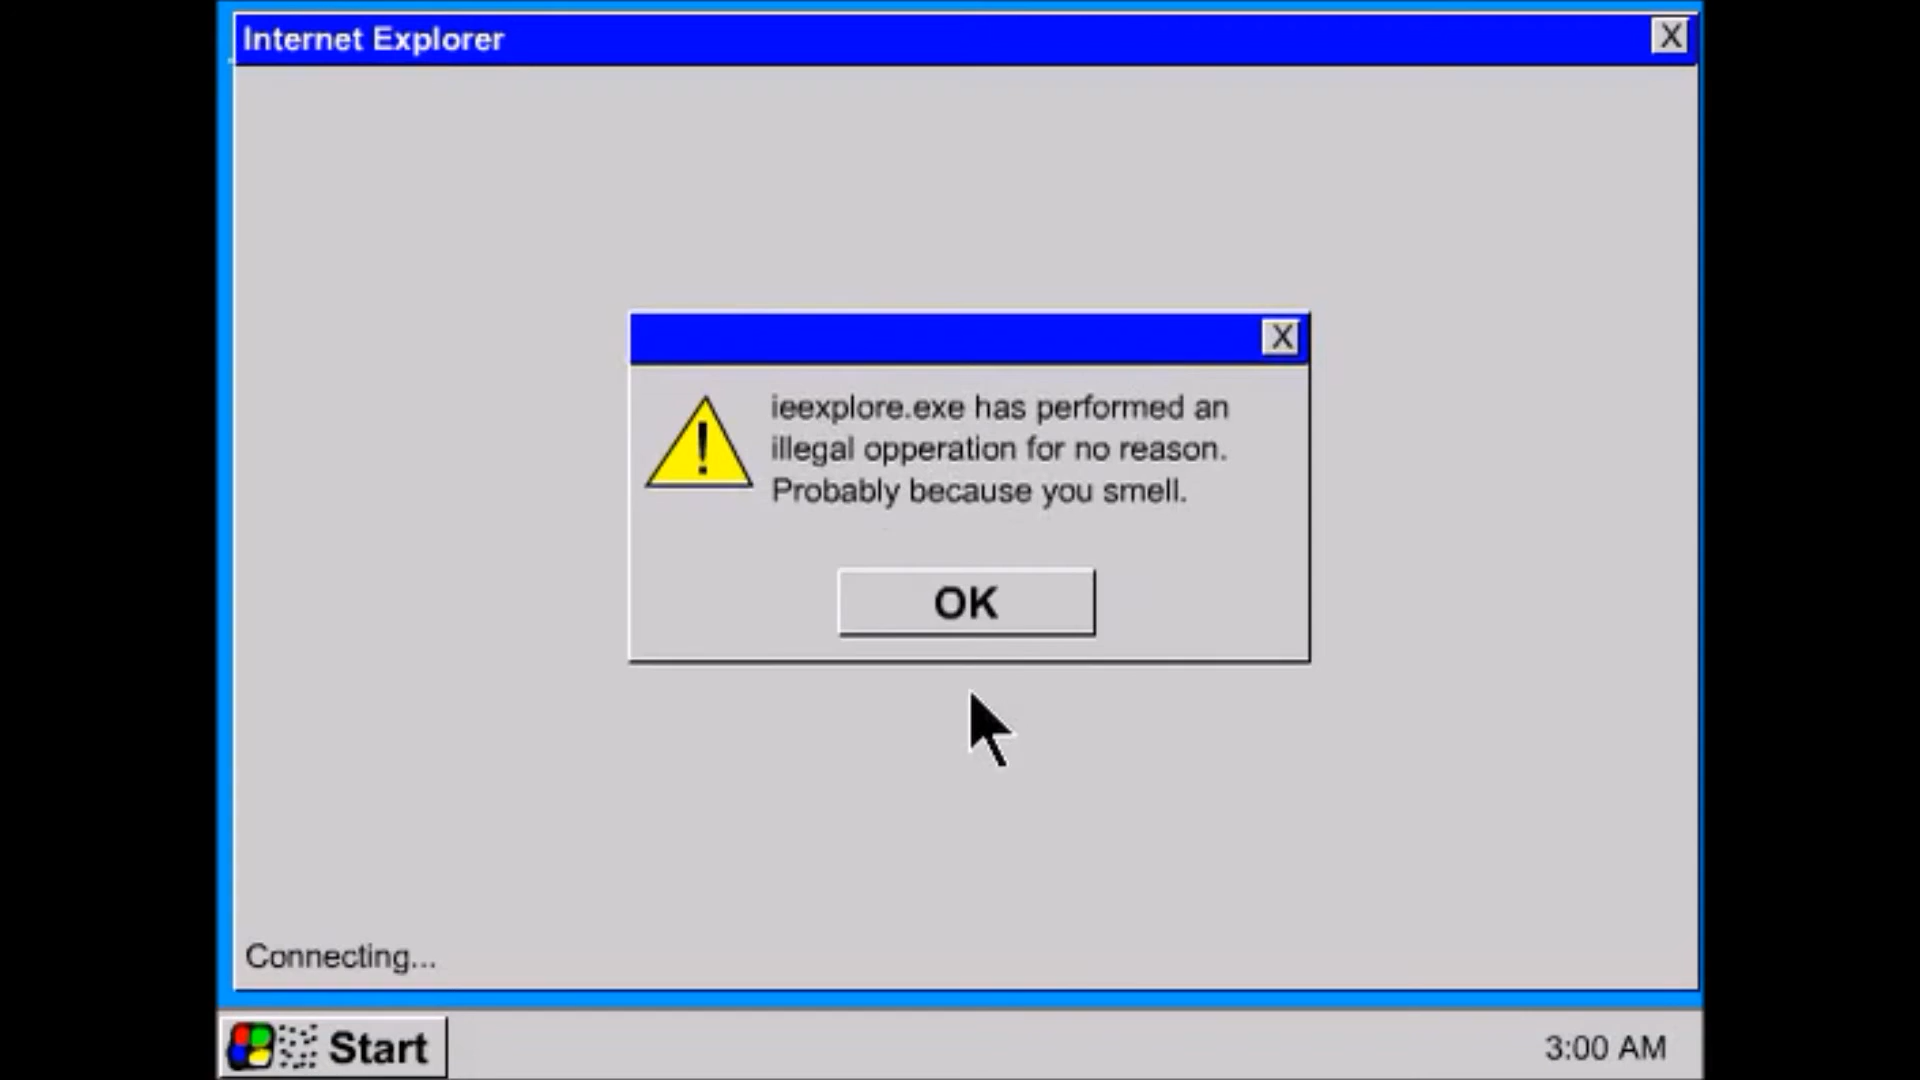 Internet Explorer
X
X
ieexplore.exe has performed an
illegal opperation for no reason.
Probably because you smell.
OK
Connecting...
Start
3:00 AM